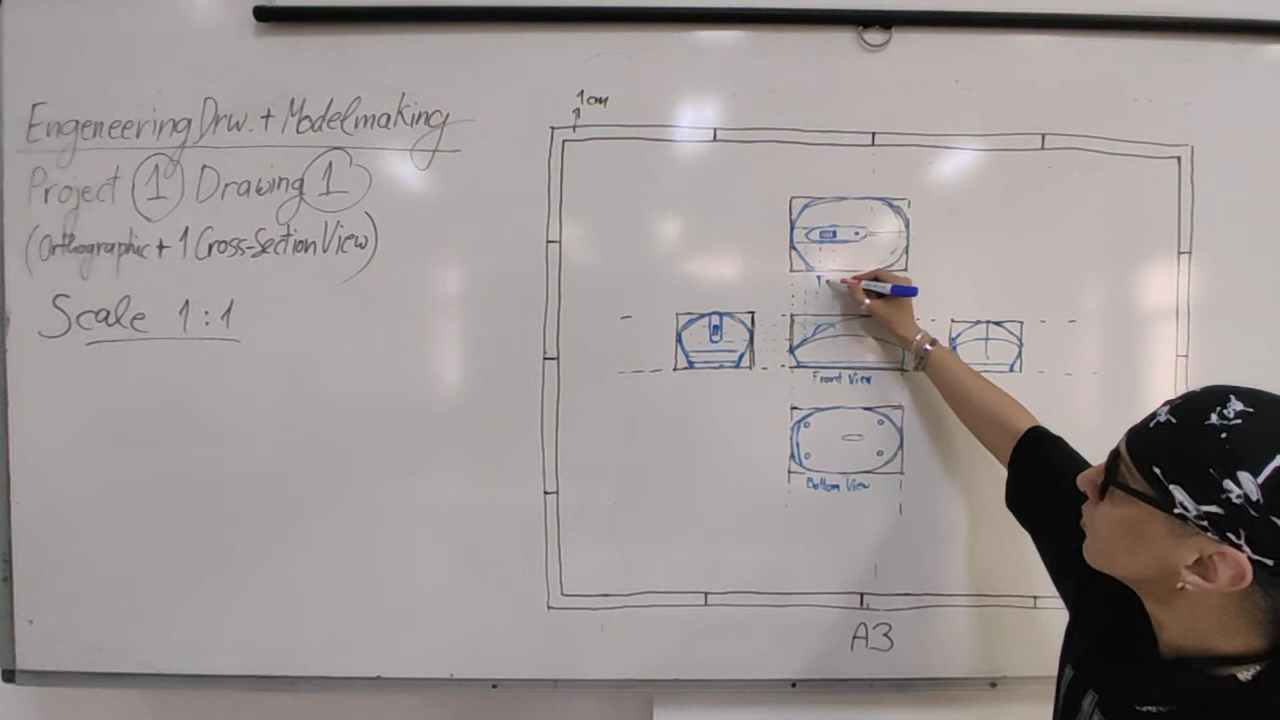 Engeneering Drw. + Modelmaking
Project 1 Drawing 1
(Orthographic + 1 Cross-Section View)
Scale 1:1
1cm
T
Front View
Bottom View
A3